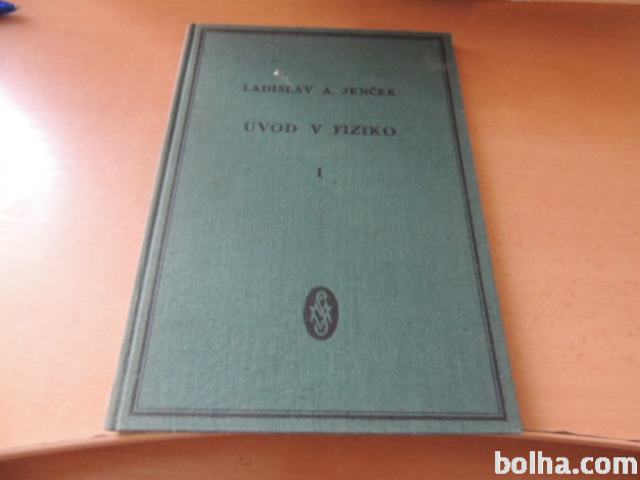 LADISLAV A. JENČEK
UVOD V FIZIKO
I
bolha.com